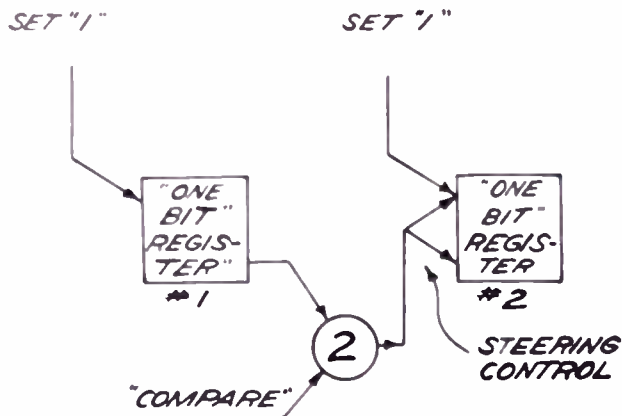 SET "1"
SET "1"
"ONE
BIT"
REGIS-
TER"
#1
"ONE
BIT"
REGIS-
TER
#2
2
STEERING
CONTROL
"COMPARE"